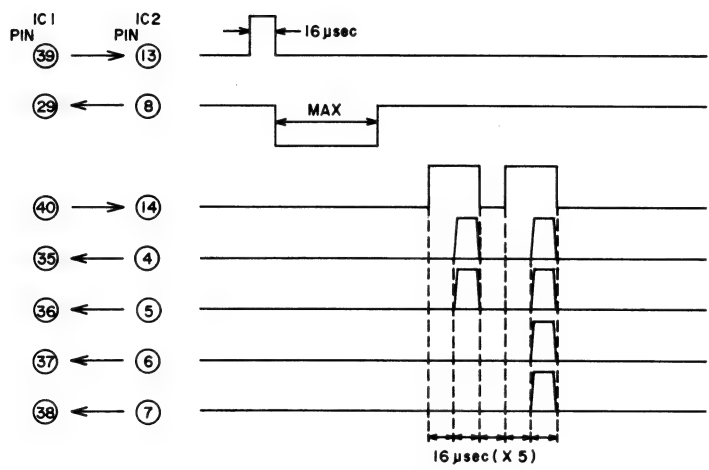 IC1 IC2
PIN PIN
39 13 16 μsec
29 8 MAX
40 14
35 4
36 5
37 6
38 7
16 μsec (X 5)